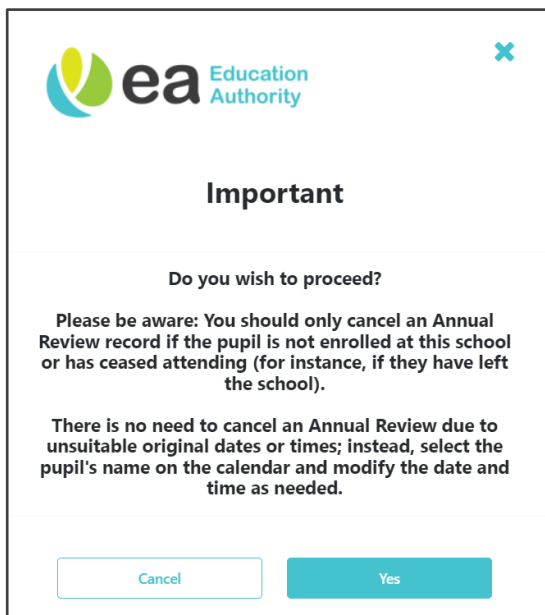 ea Education
Authority
Important
Do you wish to proceed?
Please be aware: You should only cancel an Annual
Review record if the pupil is not enrolled at this school
or has ceased attending (for instance, if they have left
the school).
There is no need to cancel an Annual Review due to
unsuitable original dates or times; instead, select the
pupil's name on the calendar and modify the date and
time as needed.
Cancel Yes